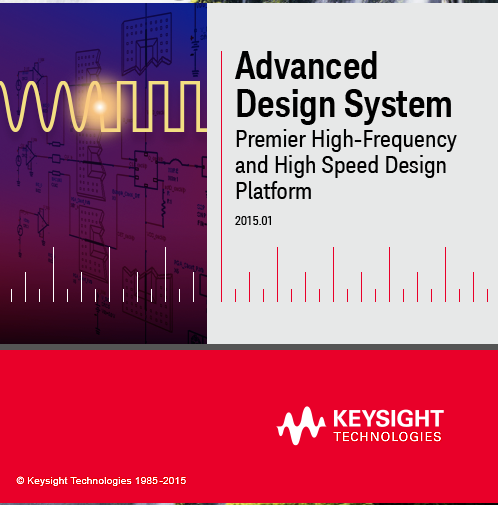 Advanced
Design System
Premier High-Frequency
and High Speed Design
Platform
2015.01
KEYSIGHT
TECHNOLOGIES
© Keysight Technologies 1985-2015